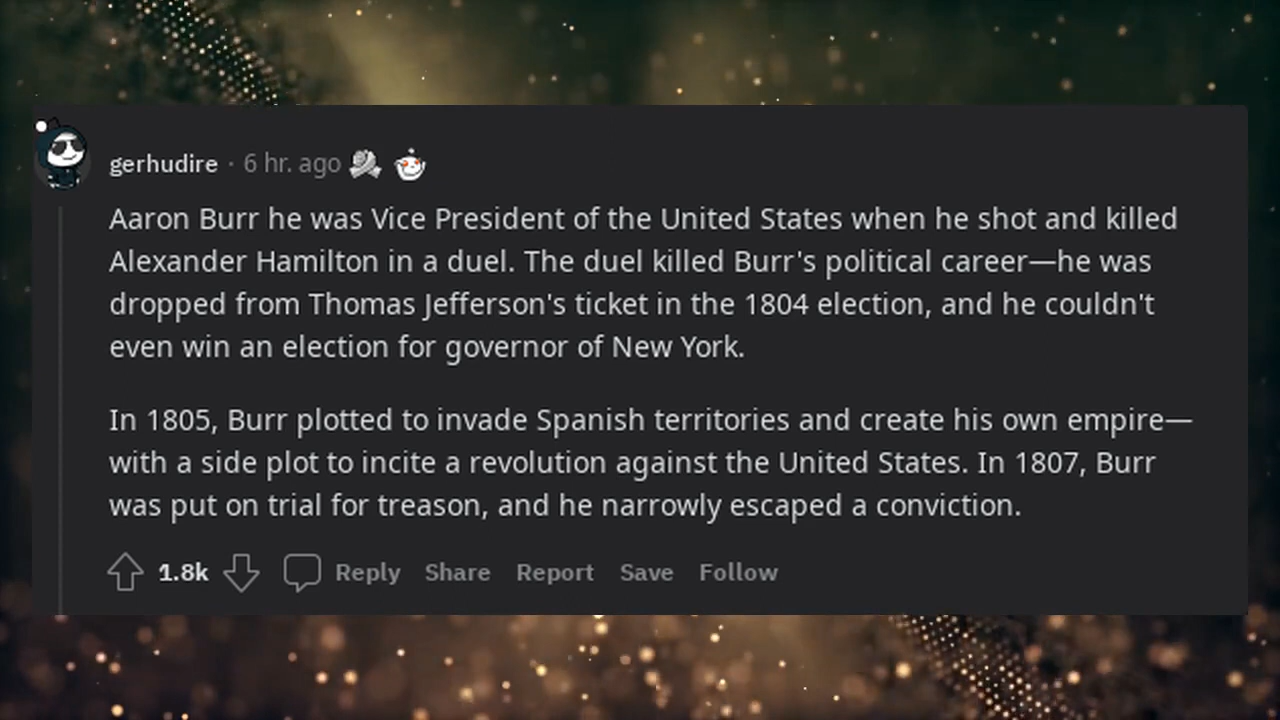 gerhudire · 6 hr. ago
Aaron Burr he was Vice President of the United States when he shot and killed
Alexander Hamilton in a duel. The duel killed Burr's political career—he was
dropped from Thomas Jefferson's ticket in the 1804 election, and he couldn't
even win an election for governor of New York.
In 1805, Burr plotted to invade Spanish territories and create his own empire—
with a side plot to incite a revolution against the United States. In 1807, Burr
was put on trial for treason, and he narrowly escaped a conviction.
1.8k Reply Share Report Save Follow